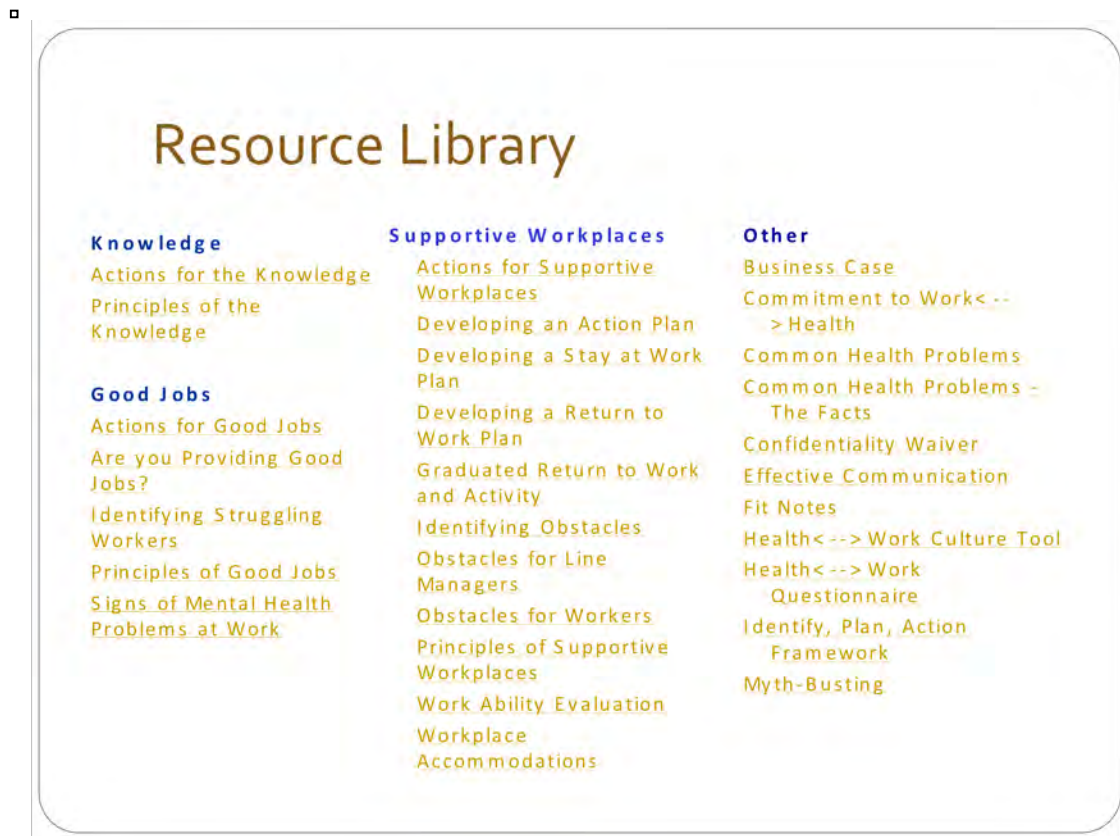 Resource Library
Knowledge
Actions for the Knowledge
Principles of the
Knowledge
Good Jobs
Actions for Good Jobs
Are you Providing Good
Jobs?
Identifying Struggling
Workers
Principles of Good Jobs
Signs of Mental Health
Problems at Work
Supportive Workplaces
Actions for Supportive
Workplaces
Developing an Action Plan
Developing a Stay at Work
Plan
Developing a Return to
Work Plan
Graduated Return to Work
and Activity
Identifying Obstacles
Obstacles for Line
Managers
Obstacles for Workers
Principles of Supportive
Workplaces
Work Ability Evaluation
Workplace
Accommodations
Other
Business Case
Commitment to Work< --
> Health
Common Health Problems
Common Health Problems -
The Facts
Confidentiality Waiver
Effective Communication
Fit Notes
Health< --> Work Culture Tool
Health< --> Work
Questionnaire
Identify, Plan, Action
Framework
Myth-Busting